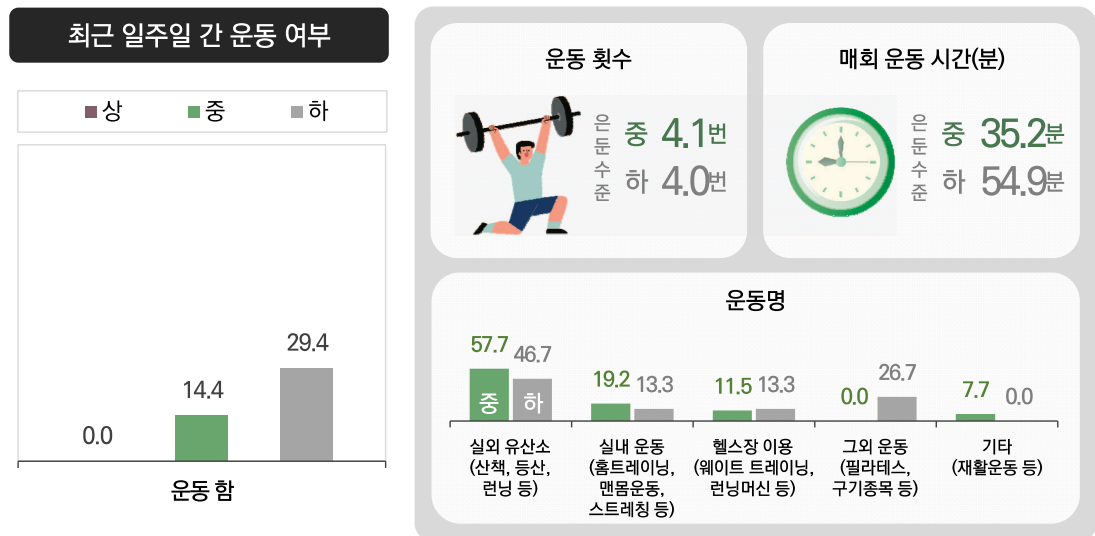 최근 일주일 간 운동 여부
상 중 하
0.0
14.4
29.4
운동 함
운동 횟수
은둔수준
중 4.1번
하 4.0번
매회 운동 시간(분)
은둔수준
중 35.2분
하 54.9분
운동명
57.7 46.7 19.2 13.3 11.5 13.3 0.0 26.7 7.7 0.0
중 하
실외 유산소
(산책, 등산,
런닝 등)
실내 운동
(홈트레이닝,
맨몸운동,
스트레칭 등)
헬스장 이용
(웨이트 트레이닝,
런닝머신 등)
그외 운동
(필라테스,
구기종목 등)
기타
(재활운동 등)